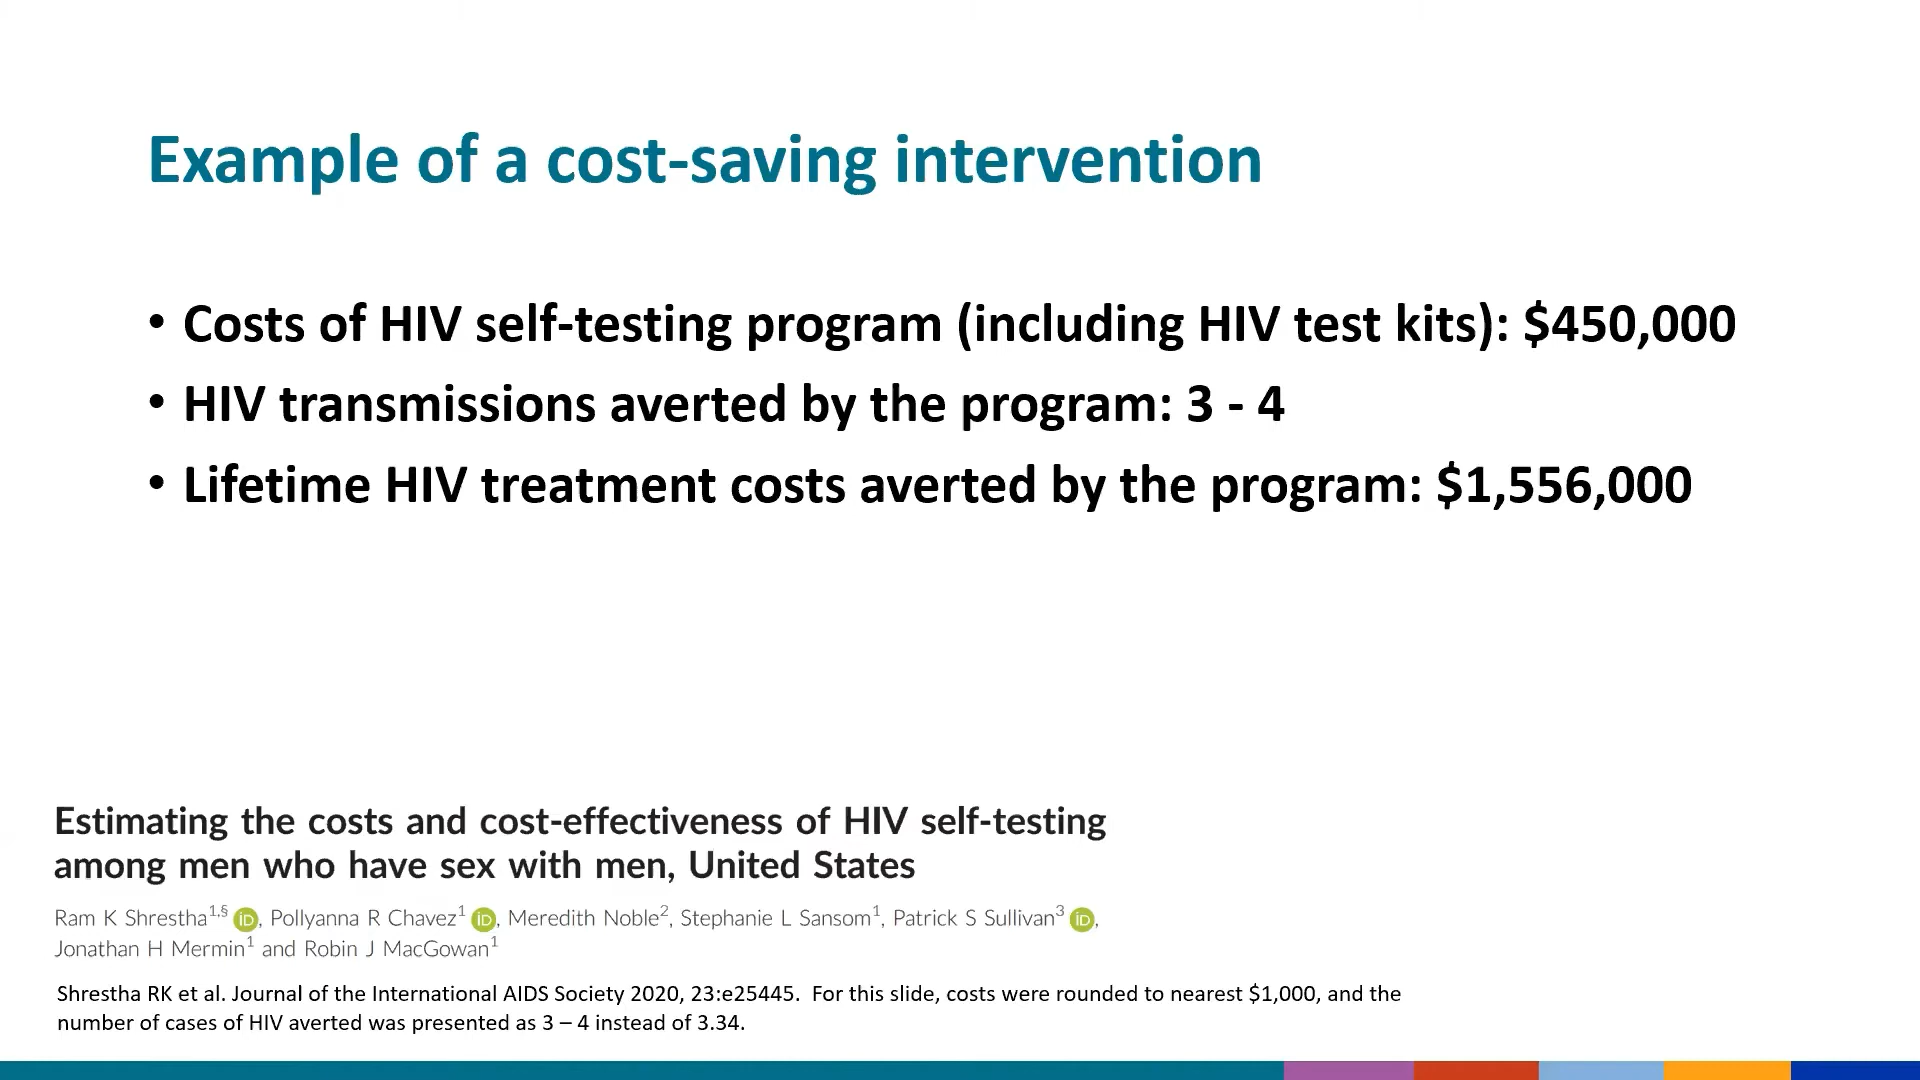 Example of a cost-saving intervention
• Costs of HIV self-testing program (including HIV test kits): $450,000
• HIV transmissions averted by the program: 3 - 4
• Lifetime HIV treatment costs averted by the program: $1,556,000
Estimating the costs and cost-effectiveness of HIV self-testing
among men who have sex with men, United States
Ram K Shrestha1,§ iD, Pollyanna R Chavez1 iD, Meredith Noble2, Stephanie L Sansom1, Patrick S Sullivan3 iD,
Jonathan H Mermin1 and Robin J MacGowan1
Shrestha RK et al. Journal of the International AIDS Society 2020, 23:e25445.  For this slide, costs were rounded to nearest $1,000, and the
number of cases of HIV averted was presented as 3 – 4 instead of 3.34.